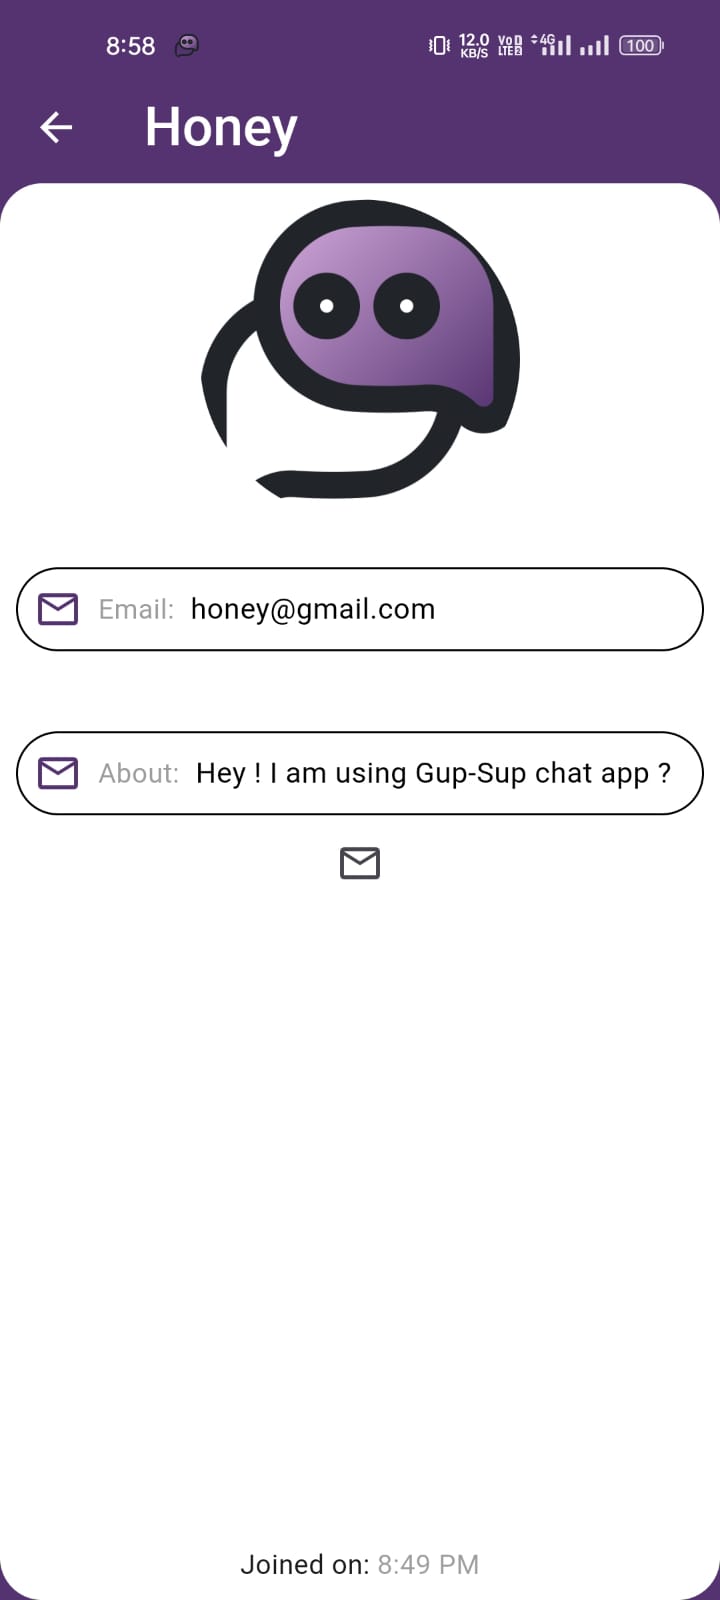 8:58 12.0 KB/S VoD LTE2 4G 100
Honey
Email: honey@gmail.com
About: Hey ! I am using Gup-Sup chat app ?
Joined on: 8:49 PM